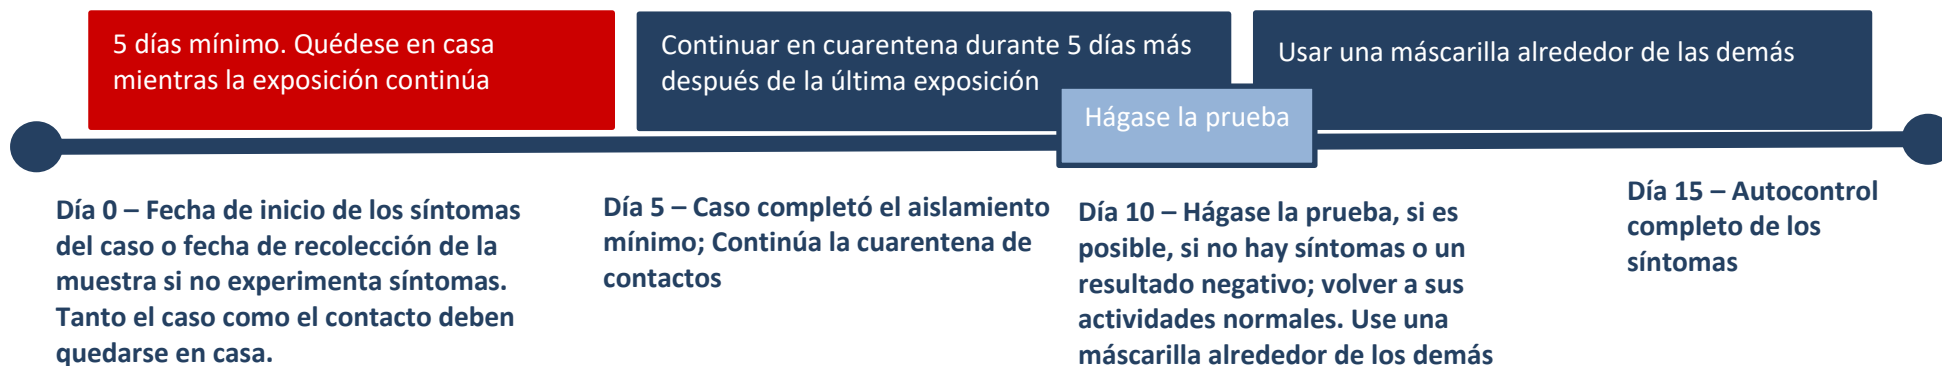 5 días mínimo. Quédese en casa
mientras la exposición continúa
Continuar en cuarentena durante 5 días más
después de la última exposición
Usar una máscarilla alrededor de las demás
Hágase la prueba
Día 0 – Fecha de inicio de los síntomas
del caso o fecha de recolección de la
muestra si no experimenta síntomas.
Tanto el caso como el contacto deben
quedarse en casa.
Día 5 – Caso completó el aislamiento
mínimo; Continúa la cuarentena de
contactos
Día 10 – Hágase la prueba, si es
posible, si no hay síntomas o un
resultado negativo; volver a sus
actividades normales. Use una
máscarilla alrededor de los demás
Día 15 – Autocontrol
completo de los
síntomas